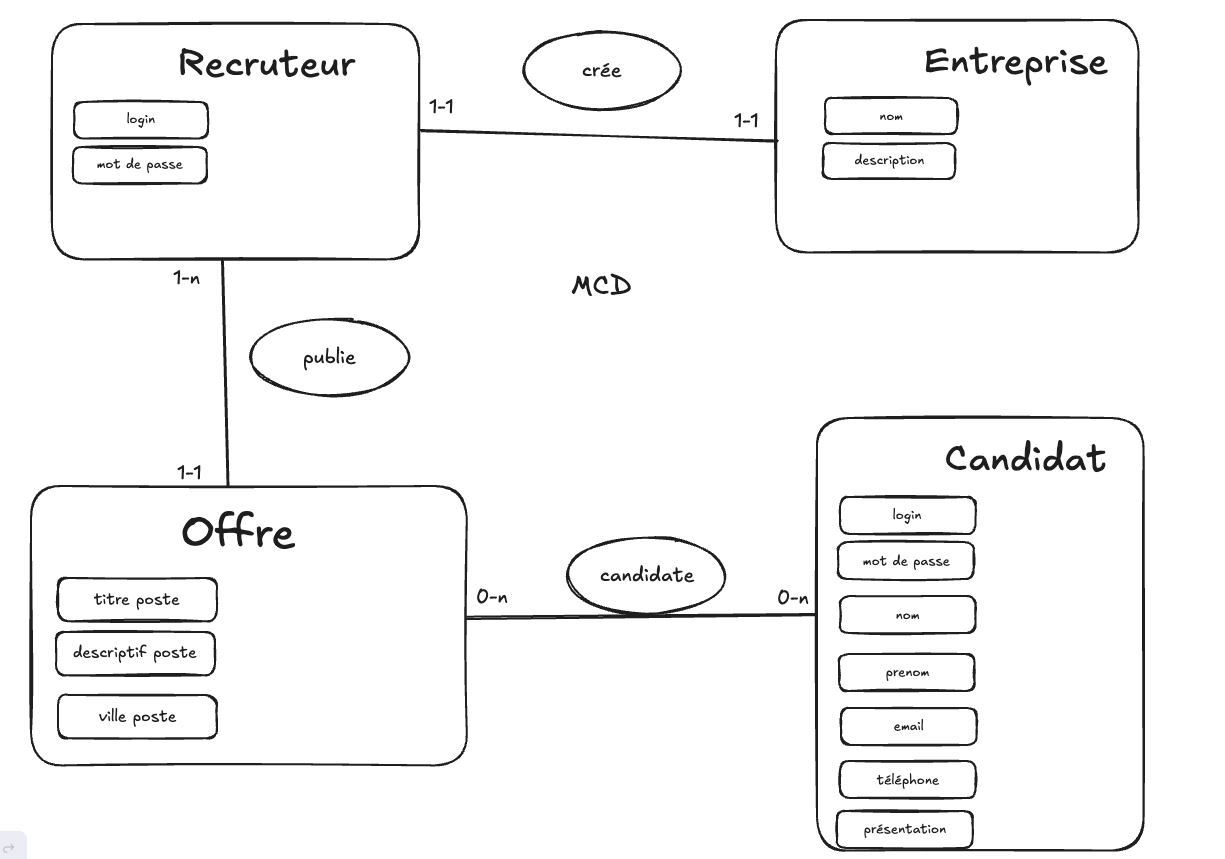 Recruteur
login
mot de passe
crée
1-1
1-1
Entreprise
nom
description
1-n
MCD
publie
1-1
Offre
titre poste
descriptif poste
ville poste
candidate
0-n
0-n
Candidat
login
mot de passe
nom
prenom
email
téléphone
présentation